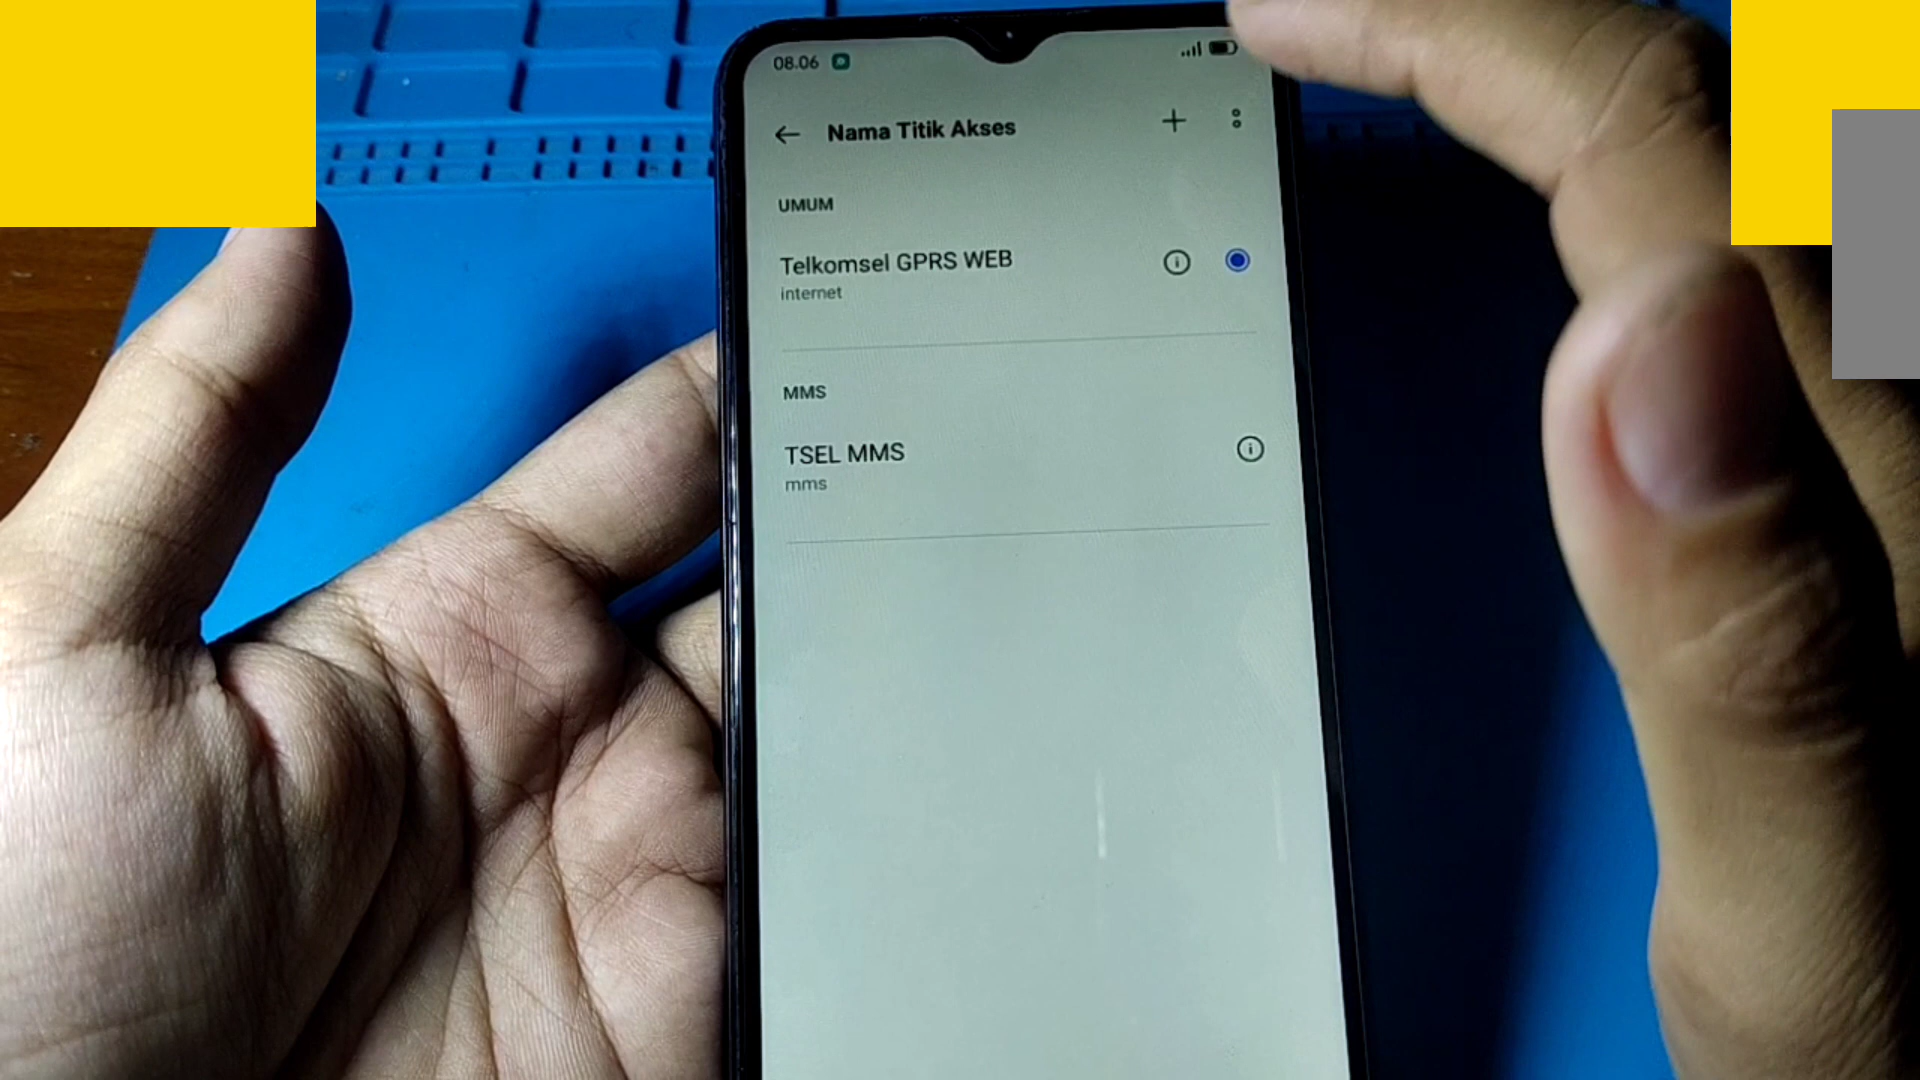 08.06
Nama Titik Akses
UMUM
Telkomsel GPRS WEB
internet
MMS
TSEL MMS
mms